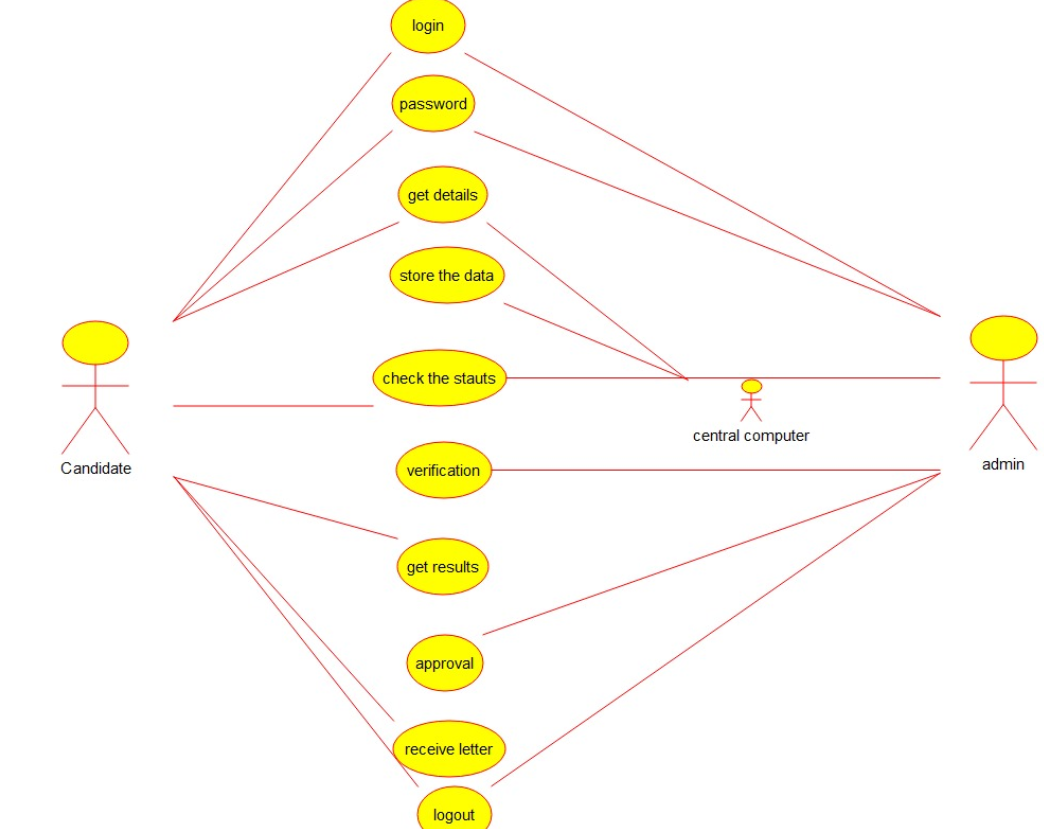 login
password
get details
store the data
check the stauts
central computer
Candidate
admin
verification
get results
approval
receive letter
logout